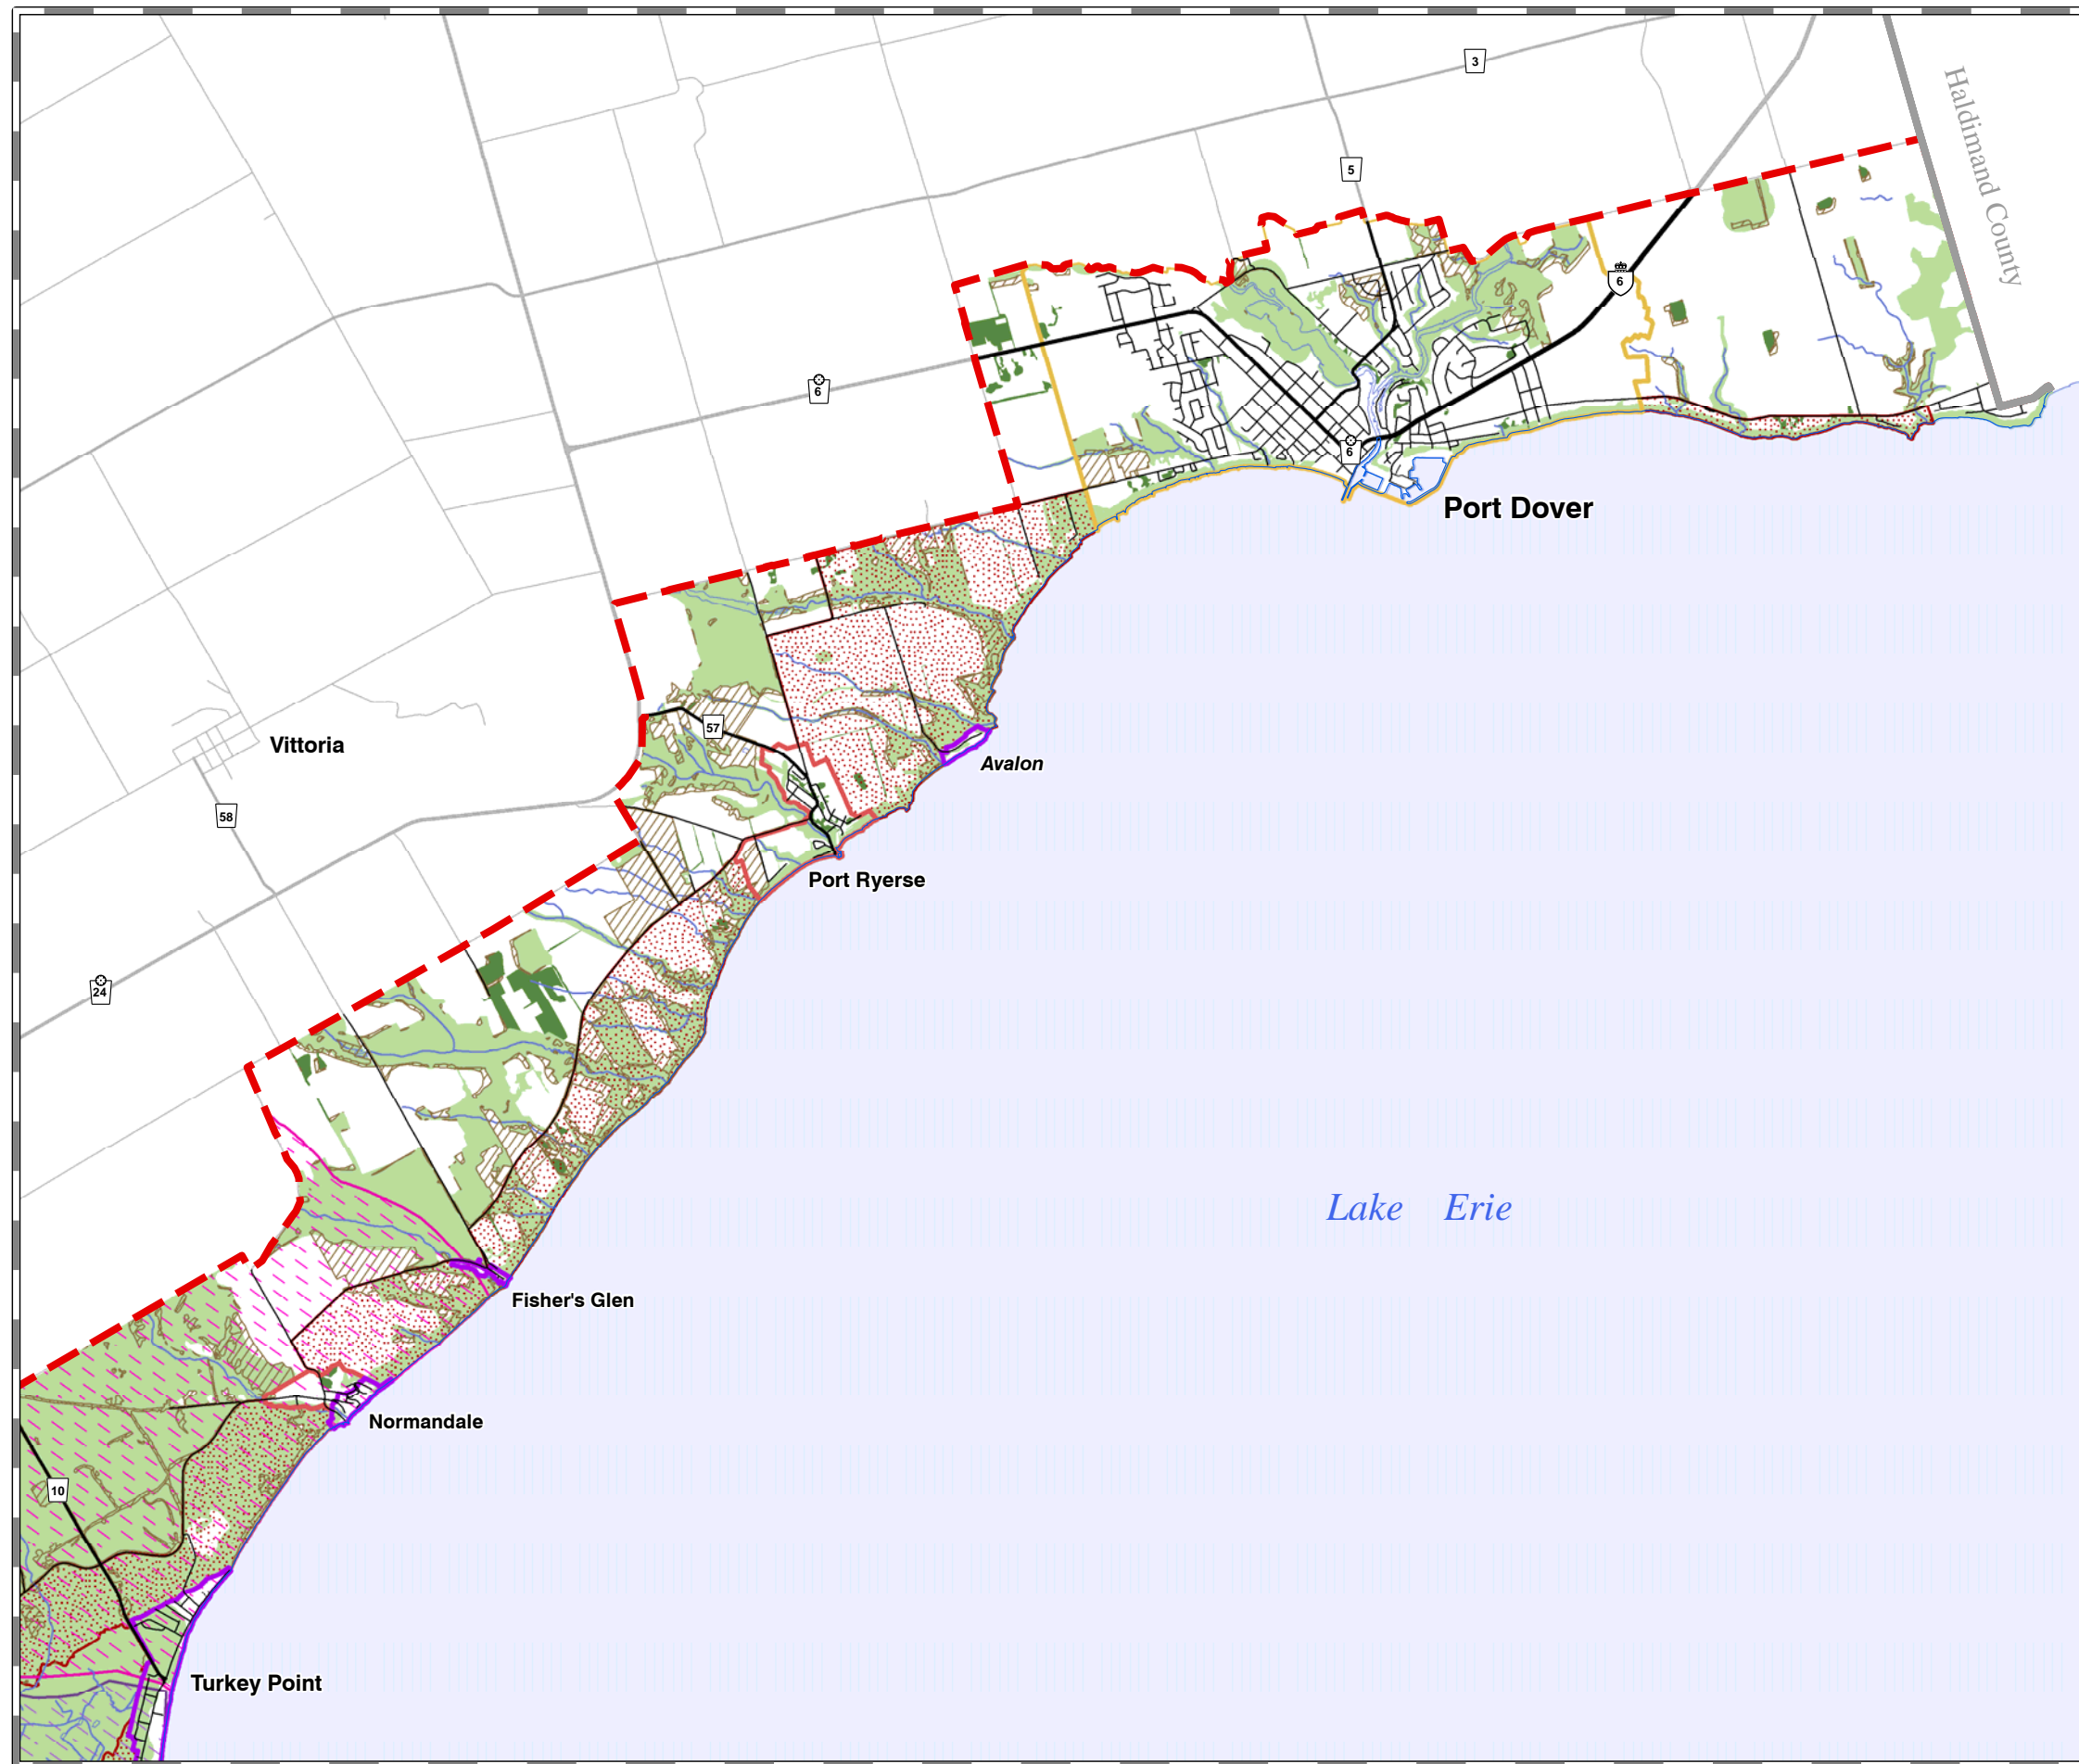 3
Haldimand County
5
6
6
6
Port Dover
57
Vittoria
Avalon
58
Port Ryerse
24
Lake Erie
Fisher's Glen
Normandale
10
Turkey Point